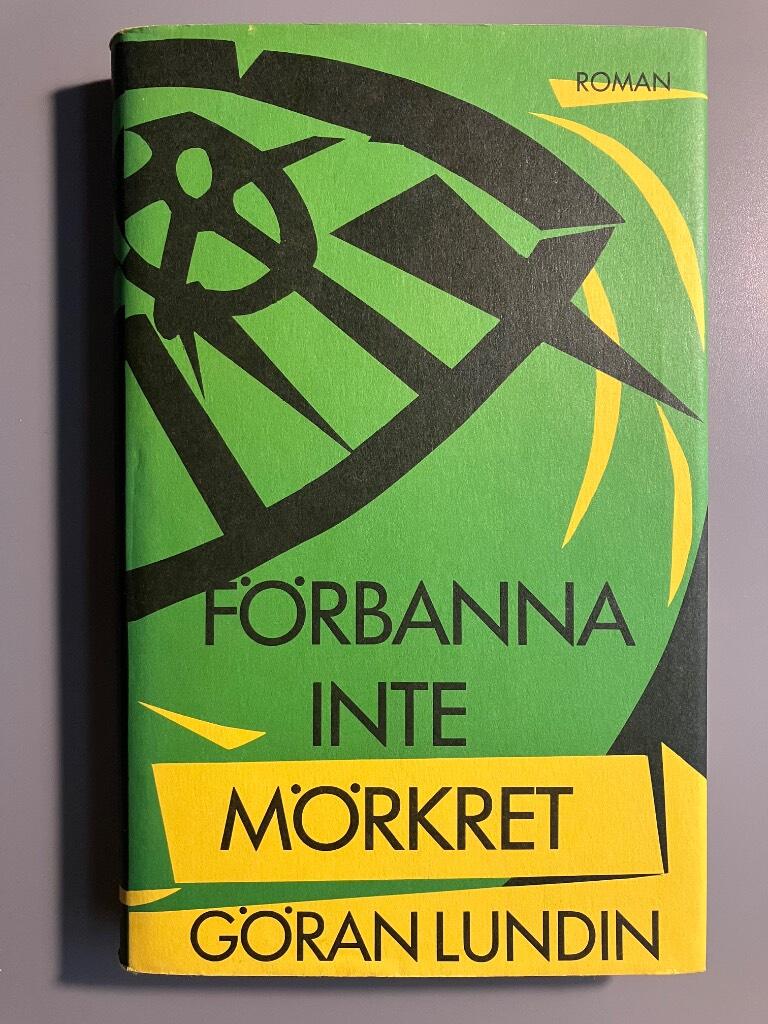 ROMAN
FÖRBANNA
INTE
MÖRKRET
GÖRAN LUNDIN